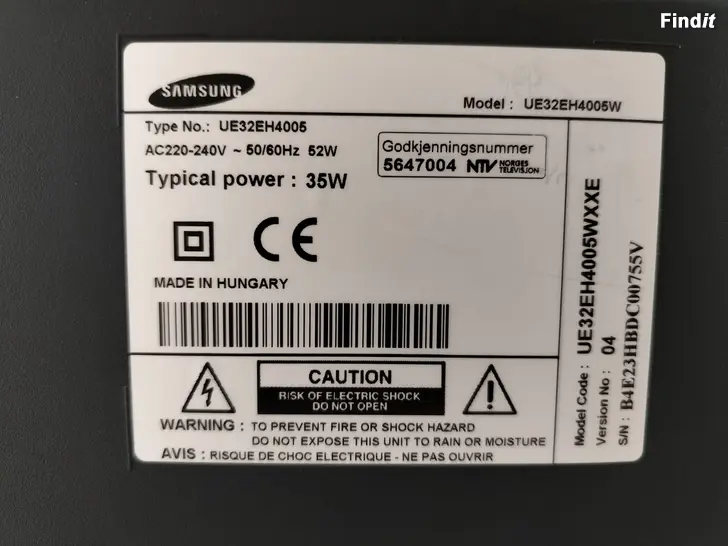 Findit
SAMSUNG
Model : UE32EH4005W
Type No.: UE32EH4005
AC220-240V ~ 50/60Hz 52W
Typical power : 35W
Godkjenningsnummer
5647004 NTV NORGES TELEVISJON
CE
MADE IN HUNGARY
CAUTION
RISK OF ELECTRIC SHOCK
DO NOT OPEN
WARNING : TO PREVENT FIRE OR SHOCK HAZARD
DO NOT EXPOSE THIS UNIT TO RAIN OR MOISTURE
AVIS : RISQUE DE CHOC ELECTRIQUE - NE PAS OUVRIR
Model Code : UE32EH4005WXXE
Version No : 04
S/N : B4E23HBDC00755V